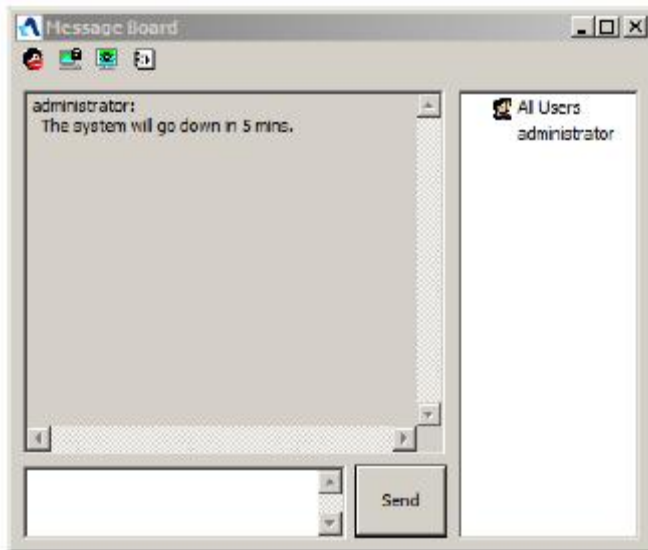 Message Board
administrator:
The system will go down in 5 mins.
All Users
administrator
Send